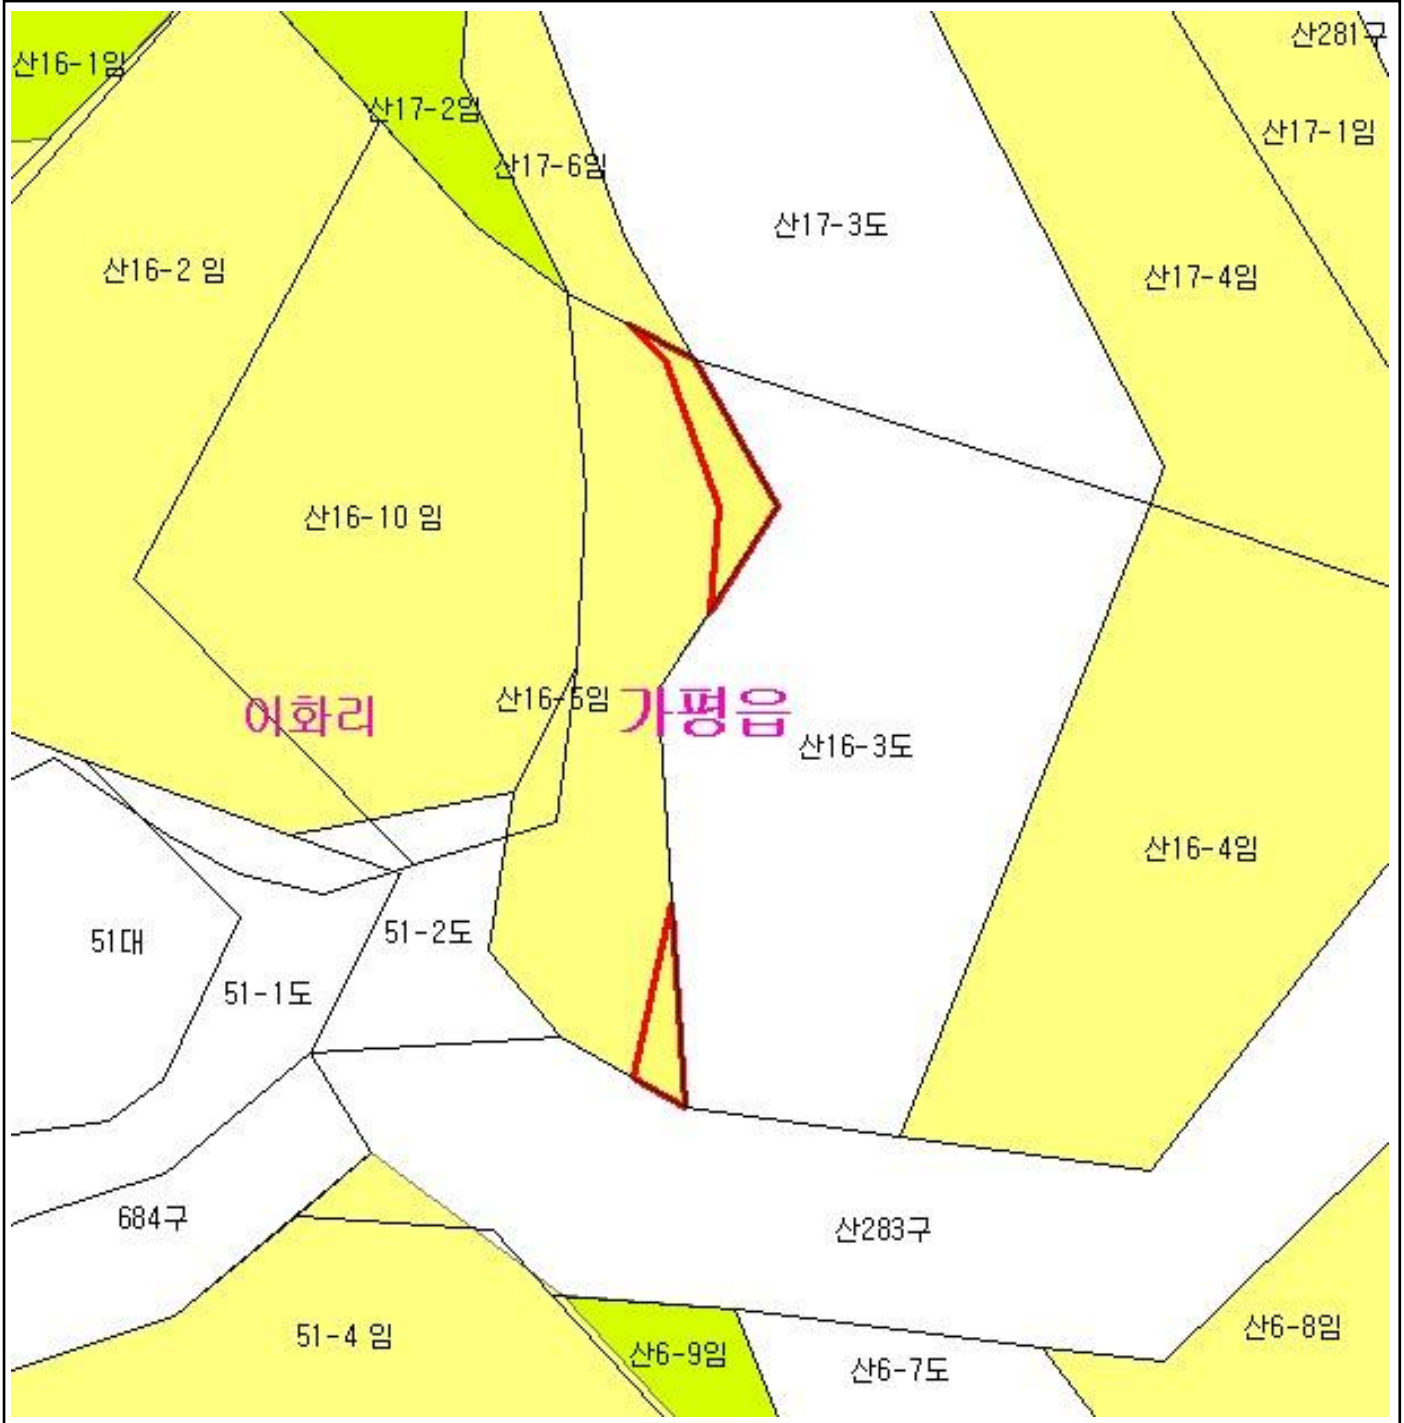 산281구
산16-1임
산17-2임
산17-1임
산17-6임
산17-3도
산16-2 임
산17-4임
산16-10 임
산16-5임
가평읍
이화리
산16-3도
산16-4임
51대
51-2도
51-1도
684구
산283구
51-4 임
산6-8임
산6-9임
산6-7도